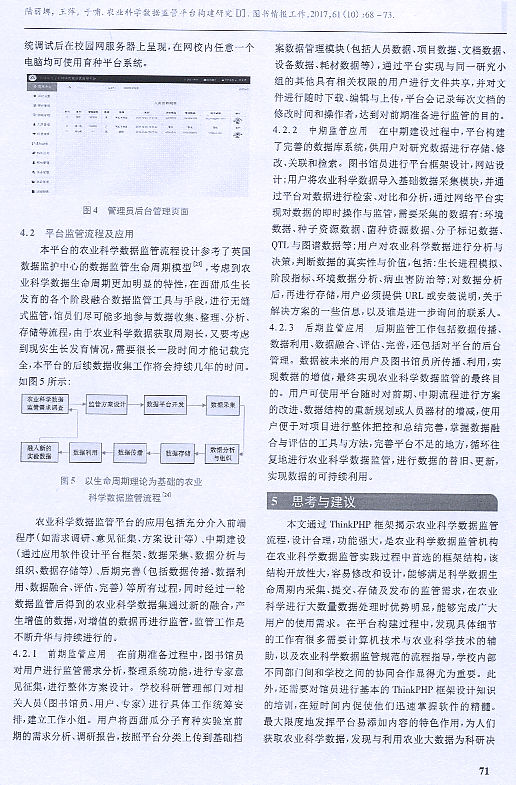 陆丽娜, 王萍, 于啸. 农业科学数据监管平台构建研究[J]. 图书情报工作, 2017, 61(10): 68-73.
统调试后在校园网服务器上呈现,在网校内任意一个
电脑均可使用育种平台系统。
图4 管理员后台管理页面
4.2 平台监管流程及应用
本平台的农业科学数据监管流程设计参考了英国
数据监护中心的数据监管生命周期模型[23],考虑到农
业科学数据生命周期更加明显的特性,在西甜瓜生长
发育的各个阶段融合数据监管工具与手段,进行无缝
式监管,馆员们尽可能多地参与数据收集、整理、分析、
存储等流程,由于农业科学数据获取周期长,又要考虑
到现实生长发育情况,需要很长一段时间才能记载完
全,本平台的后续数据收集工作将会持续几年的时间。
如图5所示:
农业科学数据
监管需求调查
监管方案设计
数据平台开发
数据采集
融入新的
实验数据
数据利用
数据传播
数据存储
数据分析
与组织
图5 以生命周期理论为基础的农业
科学数据监管流程[24]
农业科学数据监管平台的应用包括充分介入前端
程序(如需求调研、意见征集、方案设计等)、中期建设
(通过应用软件设计平台框架、数据采集、数据分析与
组织、数据存储等)、后期完善(包括数据传播、数据利
用、数据融合、评估、完善)等所有过程,同时经过一轮
数据监管后得到的农业科学数据集通过新的融合,产
生增值的数据,对增值的数据再进行监管,监管工作是
不断升华与持续进行的。
4.2.1 前期监管应用 在前期准备过程中,图书馆员
对用户进行监管需求分析,整理系统功能,进行专家意
见征集,进行整体方案设计。学校科研管理部门对相
关人员(图书馆员、用户、专家)进行具体工作统筹安
排,建立工作小组。用户将西甜瓜分子育种实验室前
期的需求分析、调研报告,按照平台分类上传到基础档
案数据管理模块(包括人员数据、项目数据、文档数据、
设备数据、耗材数据等),通过平台实现与同一研究小
组的其他具有相关权限的用户进行文件共享,并对文
件进行随时下载、编辑与上传,平台会记录每次文档的
修改时间和操作者,达到对前期准备进行监管的目的。
4.2.2 中期监管应用 在中期建设过程中,平台构建
了完善的数据库系统,供用户对研究数据进行存储、修
改、关联和检索。图书馆员进行平台框架设计,网站设
计;用户将农业科学数据导入基础数据采集模块,并通
过平台对数据进行检索、对比和分析,通过网络平台实
现对数据的即时操作与监管,需要采集的数据有:环境
数据、种子资源数据、菌种资源数据、分子标记数据、
QTL与图谱数据等;用户对农业科学数据进行分析与
决策,判断数据的真实性与价值,包括:生长进程模拟、
阶段指标、环境数据分析、病虫害防治等;对数据分析
后,再进行存储,用户必须提供URL或安装说明,关于
解决方案的一些信息,以及谁是进一步询问的联系人。
4.2.3 后期监管应用 后期监管工作包括数据传播、
数据利用、数据融合、评估、完善,还包括对平台的后台
管理。数据被未来的用户及图书馆员所传播、利用,实
现数据的增值,最终实现农业科学数据监管的最终目
的。用户可使用平台随时对前期、中期流程进行方案
的改进、数据结构的重新规划或人员器材的增减,使用
户便于对项目进行整体把控和总结完善,掌握数据融
合与评估的工具与方法,完善平台不足的地方,循环往
复地进行农业科学数据监管,进行数据的替旧、更新,
实现数据的可持续利用。
5 思考与建议
本文通过ThinkPHP框架揭示农业科学数据监管
流程,设计合理,功能强大,是农业科学数据监管机构
在农业科学数据监管实践过程中首选的框架结构,该
结构开放性大,容易修改和设计,能够满足科学数据生
命周期内采集、提交、存储及发布的监管需求,在农业
科学进行大数量数据处理时优势明显,能够完成广大
用户的使用需求。在平台构建过程中,发现具体细节
的工作有很多需要计算机技术与农业科学技术的辅
助,以及农业科学数据监管规范的流程指导,学校内部
不同部门间和学校之间的协同合作显得尤为重要。此
外,还需要对馆员进行基本的ThinkPHP框架设计知识
的培训,在短时间内促使他们迅速掌握软件的精髓。
最大限度地发挥平台易添加内容的特色作用,为人们
获取农业科学数据,发现与利用农业大数据为科研决
71